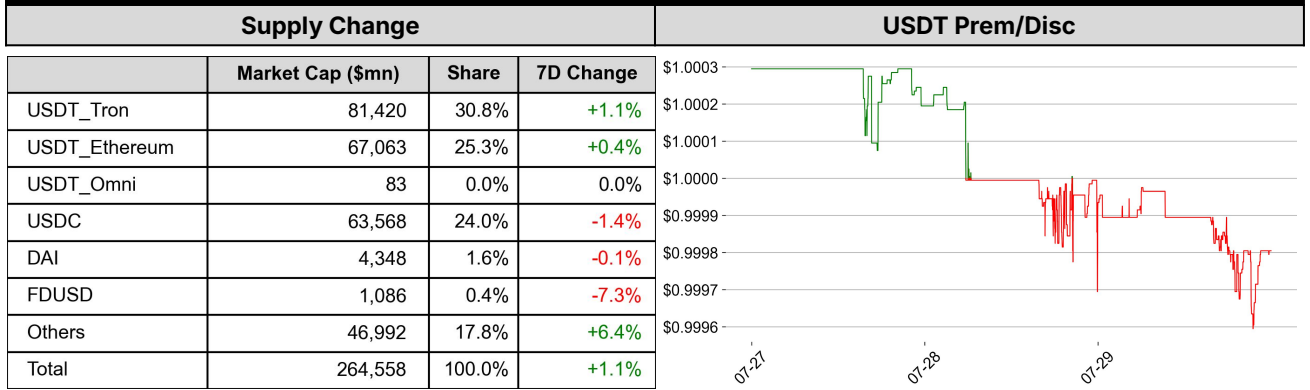 Supply Change
Market Cap ($mn) Share 7D Change
USDT_Tron 81,420 30.8% +1.1%
USDT_Ethereum 67,063 25.3% +0.4%
USDT_Omni 83 0.0% 0.0%
USDC 63,568 24.0% -1.4%
DAI 4,348 1.6% -0.1%
FDUSD 1,086 0.4% -7.3%
Others 46,992 17.8% +6.4%
Total 264,558 100.0% +1.1%
USDT Prem/Disc
$1.0003
$1.0002
$1.0001
$1.0000
$0.9999
$0.9998
$0.9997
$0.9996
07-27 07-28 07-29